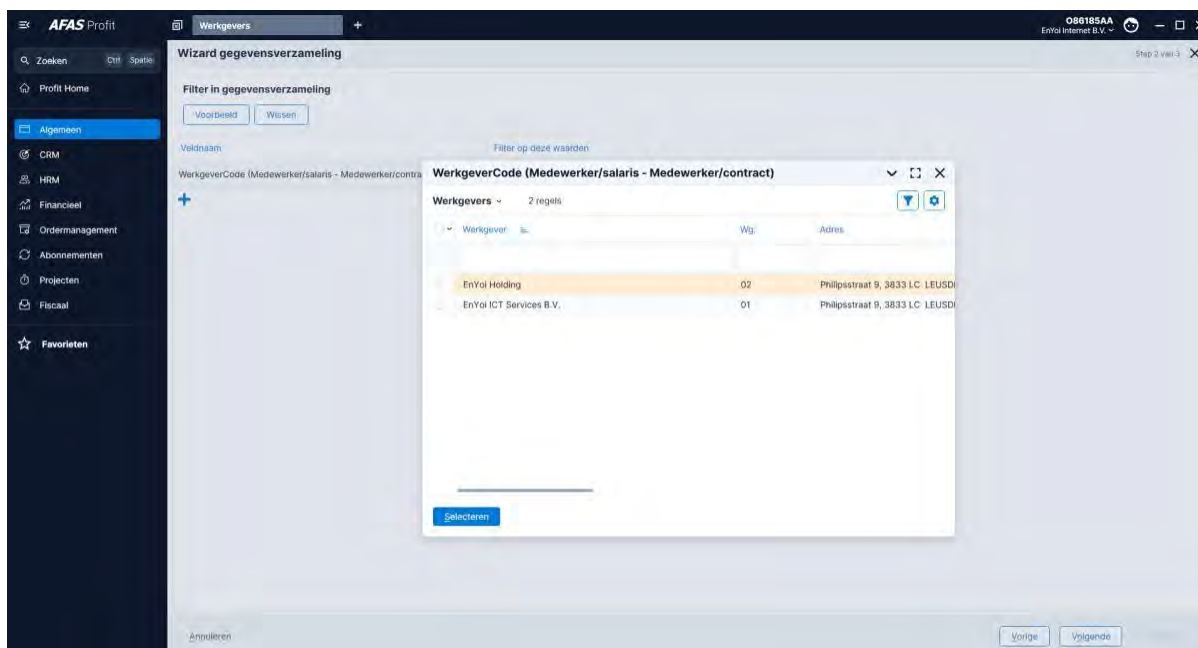 AFAS Profit
Werkgevers
+
O86185AA
EnYoi Internet B.V.
Zoeken Ctrl Spatie
Profit Home
Algemeen
CRM
HRM
Financieel
Ordermanagement
Abonnementen
Projecten
Fiscaal
Favorieten
Wizard gegevensverzameling
Step 2 van 3
Filter in gegevensverzameling
Voorbeeld Wissen
Veldnaam Filter op deze waarden
WerkgeverCode (Medewerker/salaris - Medewerker/contra
WerkgeverCode (Medewerker/salaris - Medewerker/contract)
Werkgevers 2 regels
Werkgever Wg. Adres
EnYoi Holding 02 Philipsstraat 9, 3833 LC LEUSD
EnYoi ICT Services B.V. 01 Philipsstraat 9, 3833 LC LEUSD
Selecteren
Annuleren
Vorige Volgende